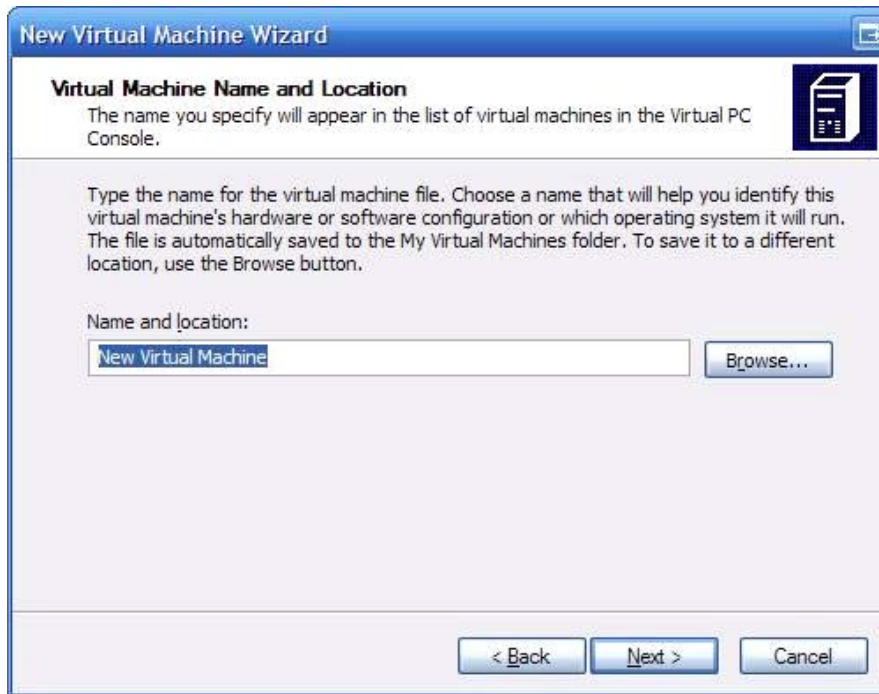 New Virtual Machine Wizard
Virtual Machine Name and Location
The name you specify will appear in the list of virtual machines in the Virtual PC
Console.
Type the name for the virtual machine file. Choose a name that will help you identify this
virtual machine's hardware or software configuration or which operating system it will run.
The file is automatically saved to the My Virtual Machines folder. To save it to a different
location, use the Browse button.
Name and location:
New Virtual Machine
Browse...
< Back
Next >
Cancel